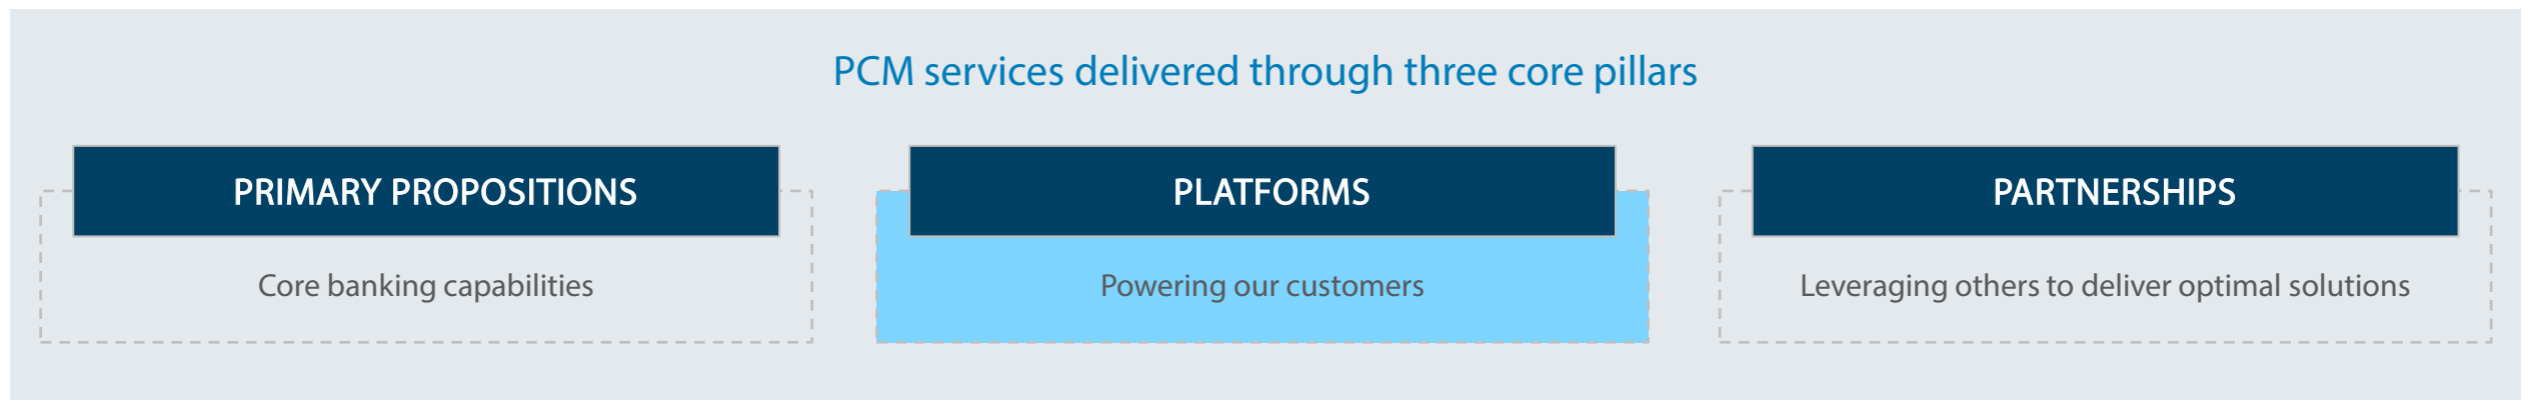 PCM services delivered through three core pillars
PRIMARY PROPOSITIONS
Core banking capabilities
PLATFORMS
Powering our customers
PARTNERSHIPS
Leveraging others to deliver optimal solutions